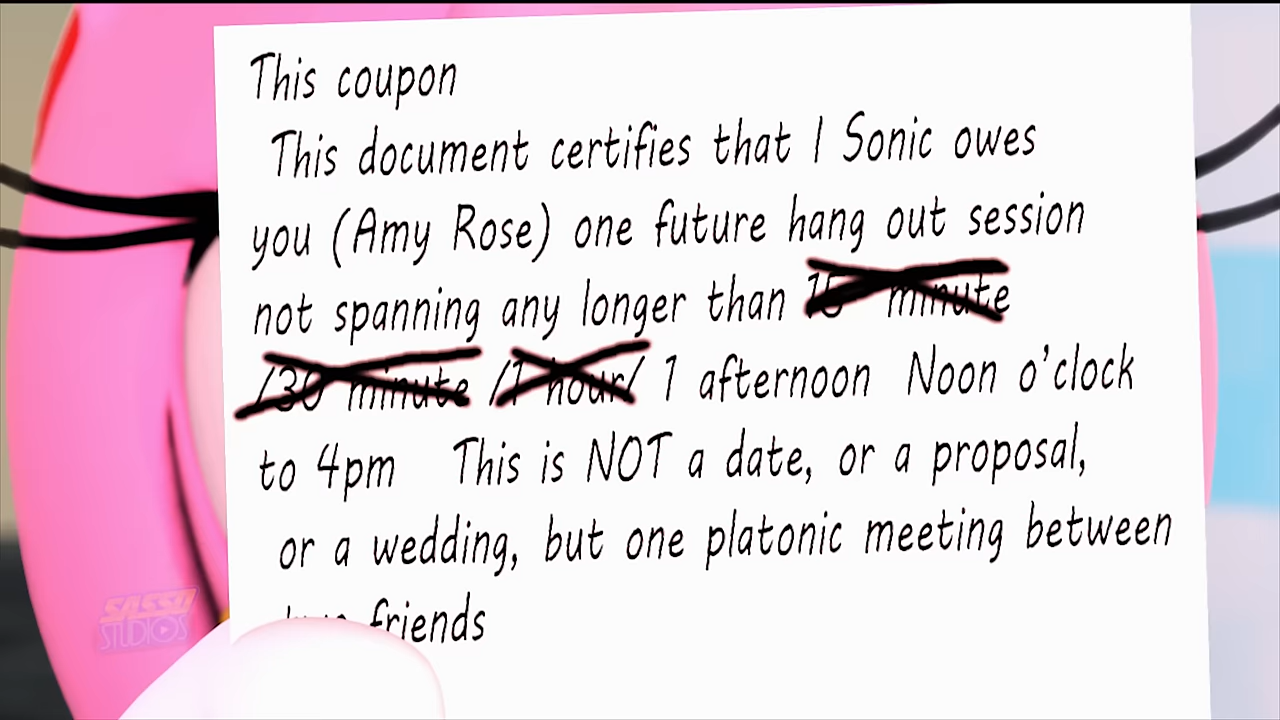 This coupon
This document certifies that I Sonic owes
you (Amy Rose) one future hang out session
not spanning any longer than 15 minute
/30 minute /1 hour/ 1 afternoon Noon o'clock
to 4pm This is NOT a date, or a proposal,
or a wedding, but one platonic meeting between
friends
SASSO
STUDIOS